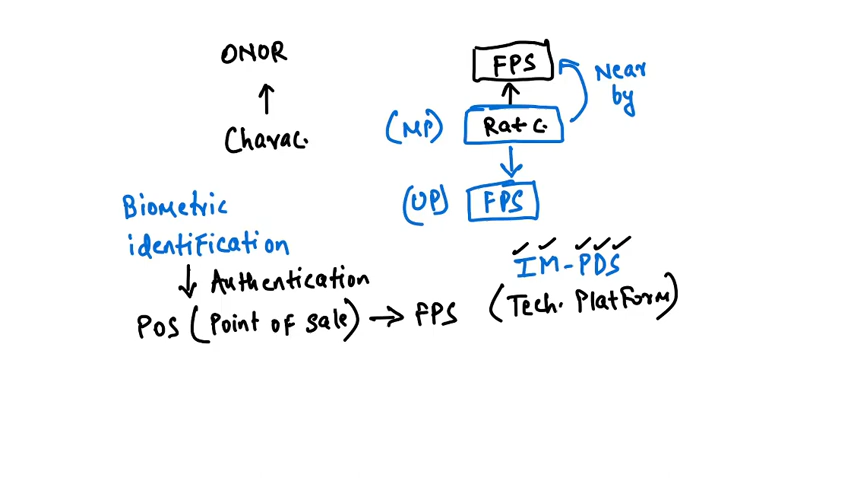 ONOR
Charac.
FPS
Near
by
(MP) Rat C.
(UP) FPS
Biometric
identification
Authentication
POS (Point of sale) → FPS
IM-PDS
(Tech. Platform)